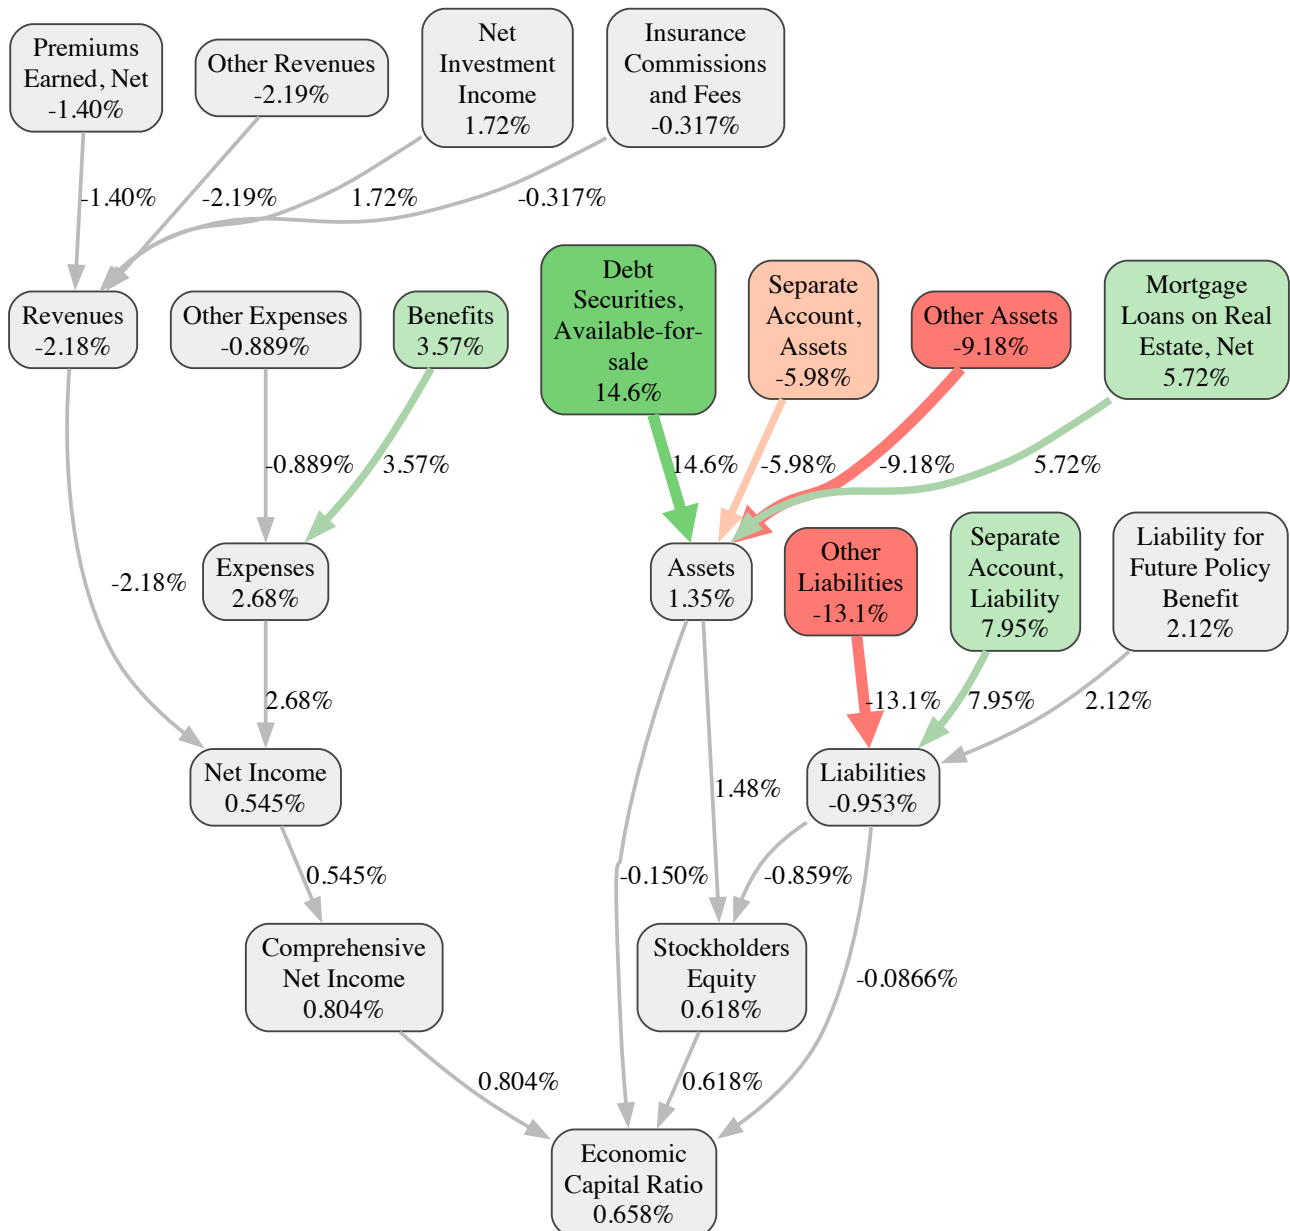 Premiums
Earned, Net
-1.40%
Other Revenues
-2.19%
Net
Investment
Income
1.72%
Insurance
Commissions
and Fees
-0.317%
-1.40%
-2.19%
1.72%
-0.317%
Revenues
-2.18%
Other Expenses
-0.889%
Benefits
3.57%
Debt
Securities,
Available-for-
sale
14.6%
Separate
Account,
Assets
-5.98%
Other Assets
-9.18%
Mortgage
Loans on Real
Estate, Net
5.72%
-0.889%
3.57%
14.6%
-5.98%
-9.18%
5.72%
-2.18%
Expenses
2.68%
Assets
1.35%
Other
Liabilities
-13.1%
Separate
Account,
Liability
7.95%
Liability for
Future Policy
Benefit
2.12%
2.68%
-13.1%
7.95%
2.12%
Net Income
0.545%
1.48%
Liabilities
-0.953%
0.545%
-0.150%
-0.859%
Comprehensive
Net Income
0.804%
Stockholders
Equity
0.618%
-0.0866%
0.804%
0.618%
Economic
Capital Ratio
0.658%